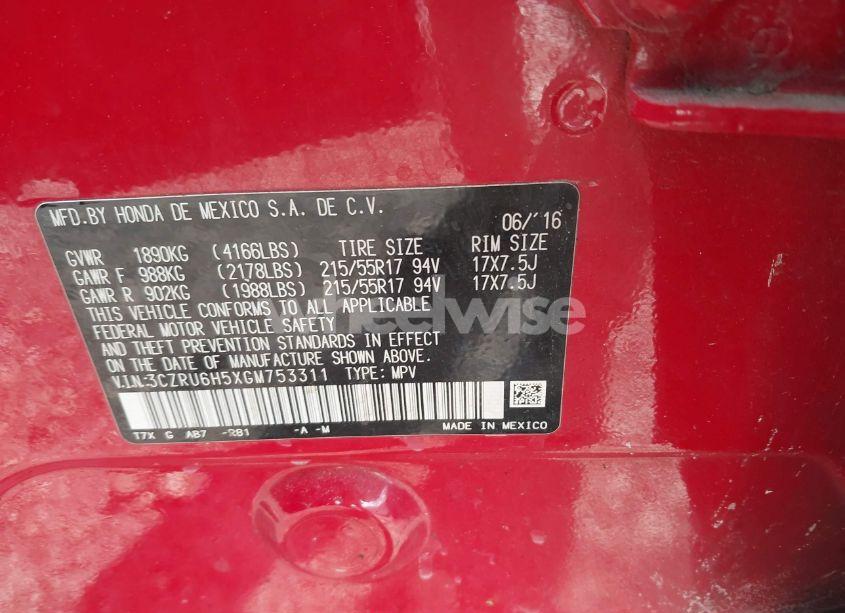 MFD.BY HONDA DE MEXICO S.A. DE C.V. 06/'16
GVWR 1890KG (4166LBS) TIRE SIZE RIM SIZE
GAWR F 988KG (2178LBS) 215/55R17 94V 17X7.5J
GAWR R 902KG (1988LBS) 215/55R17 94V 17X7.5J
THIS VEHICLE CONFORMS TO ALL APPLICABLE
FEDERAL MOTOR VEHICLE SAFETY
AND THEFT PREVENTION STANDARDS IN EFFECT
ON THE DATE OF MANUFACTURE SHOWN ABOVE.
V.I.N:3CZRU6H5XGM753311 TYPE: MPV
T7X G AB7 -R81 -A -M MADE IN MEXICO
wheelwise
C